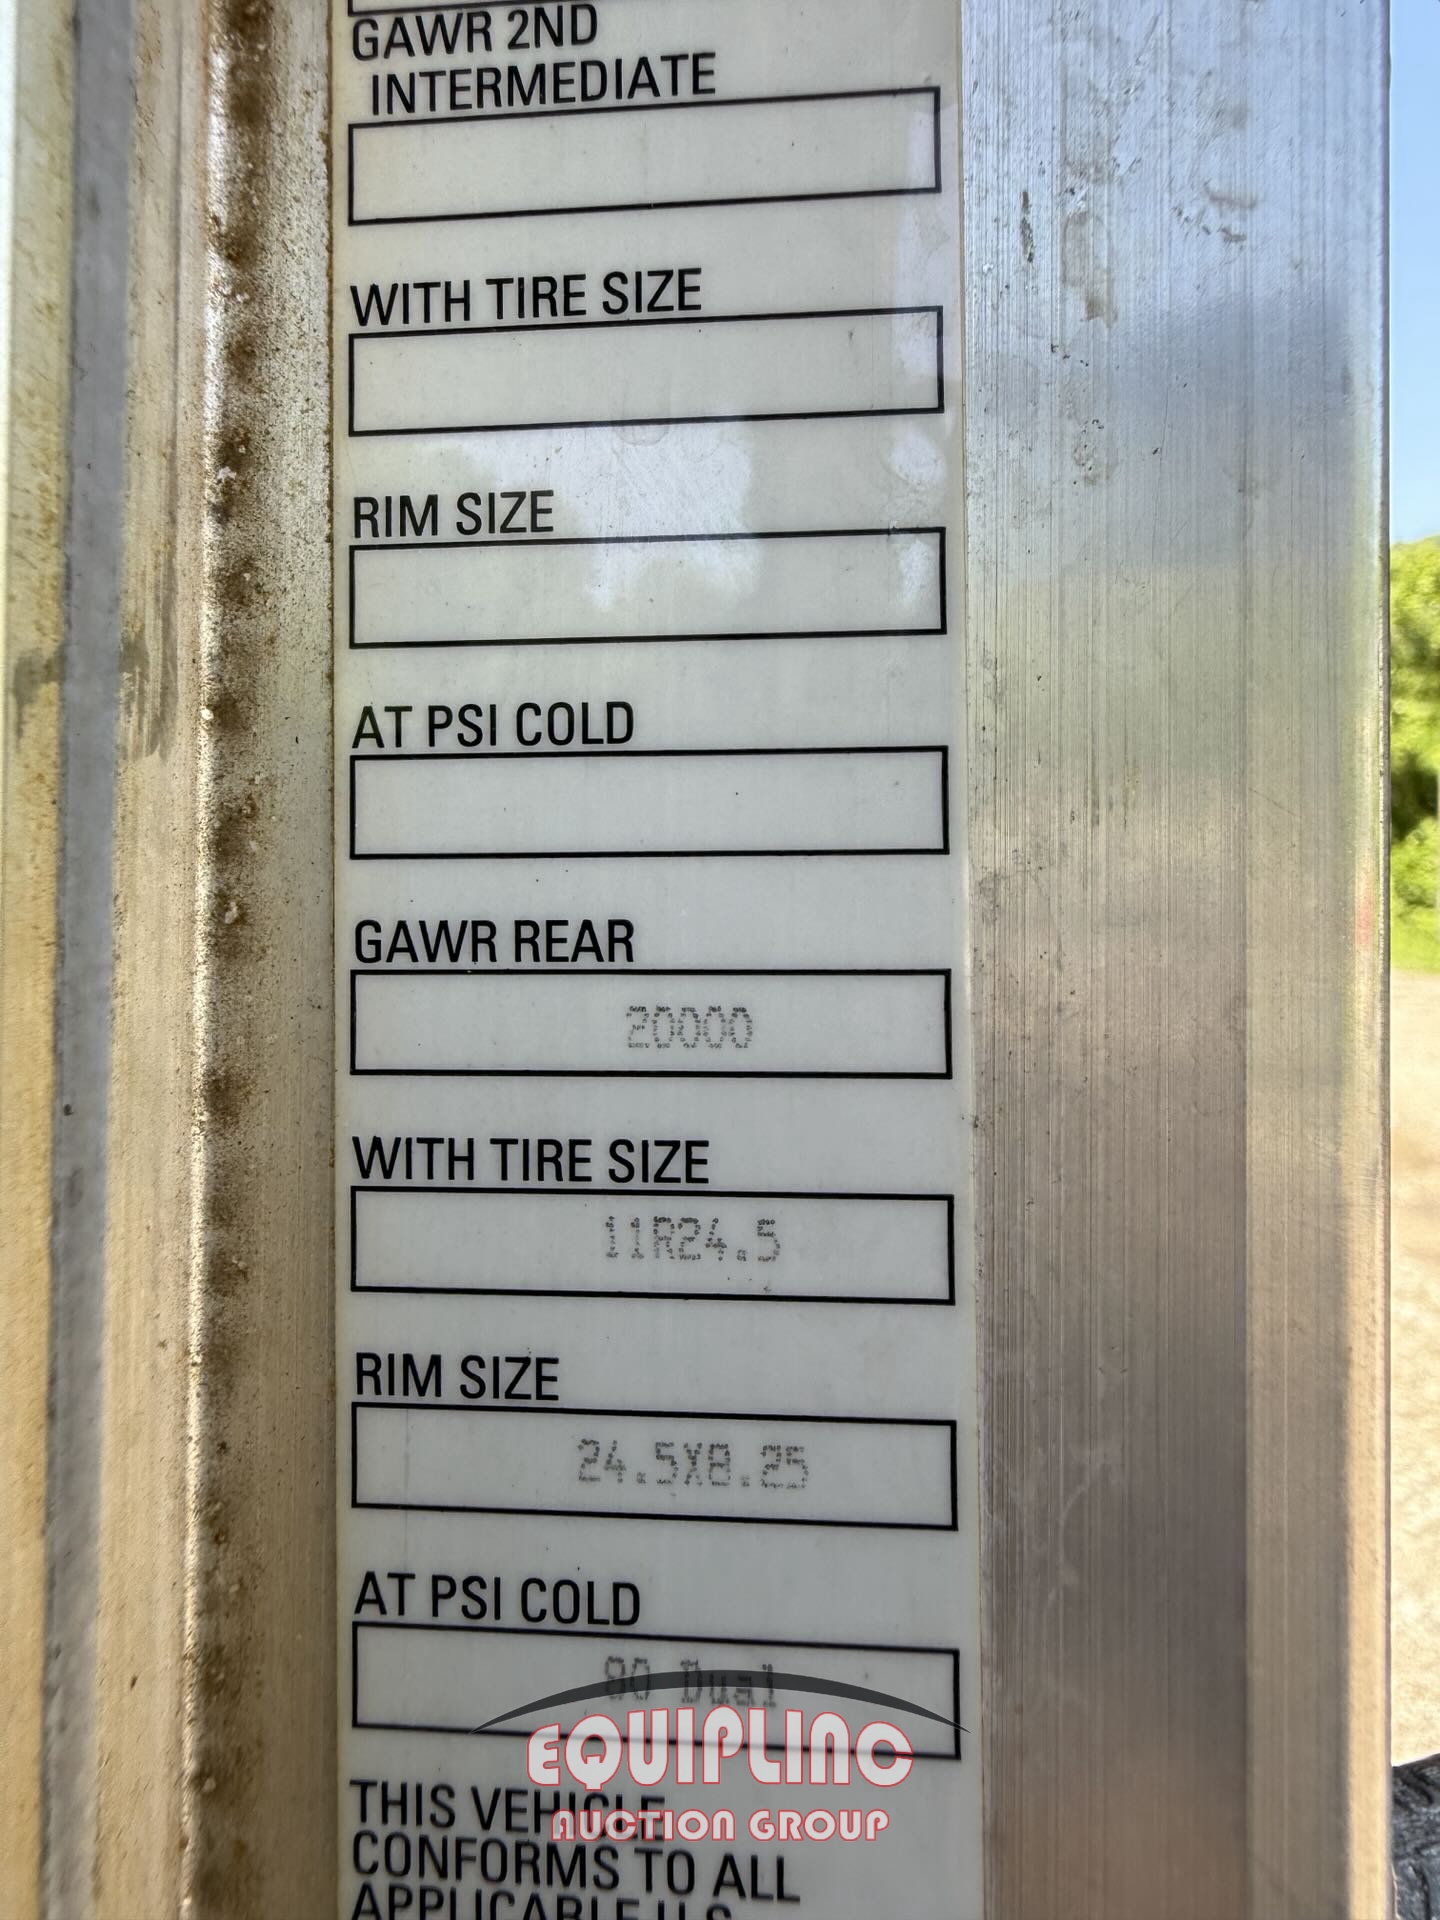 GAWR 2ND
INTERMEDIATE
WITH TIRE SIZE
RIM SIZE
AT PSI COLD
GAWR REAR
20000
WITH TIRE SIZE
11R24.5
RIM SIZE
24.5X8.25
AT PSI COLD
80 Dual
EQUIPLINC
AUCTION GROUP
THIS VEHICLE
CONFORMS TO ALL
APPLICABLE U.S.